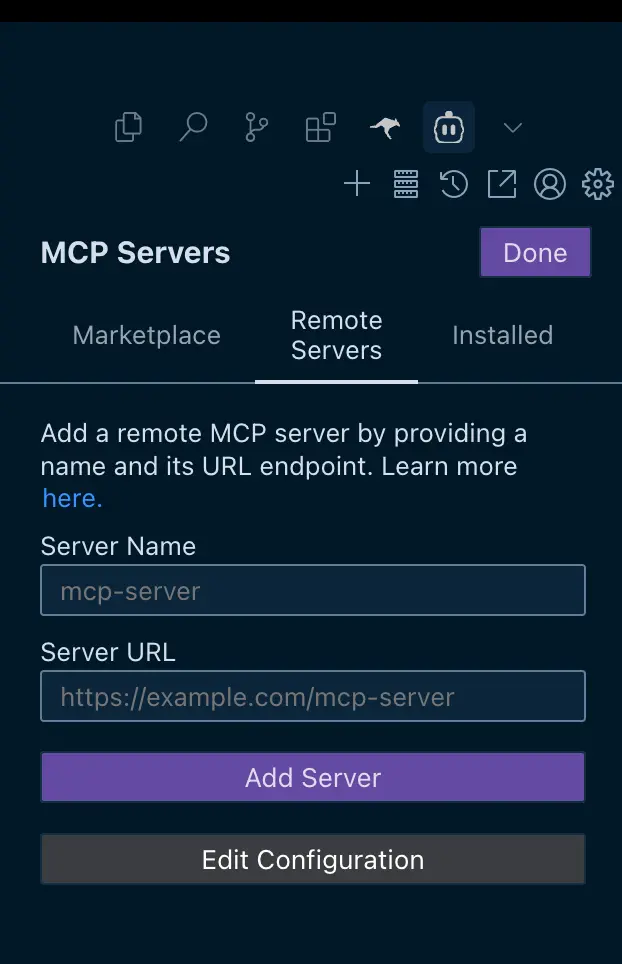 MCP Servers
Done
Marketplace
Remote
Servers
Installed
Add a remote MCP server by providing a
name and its URL endpoint. Learn more
here.
Server Name
mcp-server
Server URL
https://example.com/mcp-server
Add Server
Edit Configuration